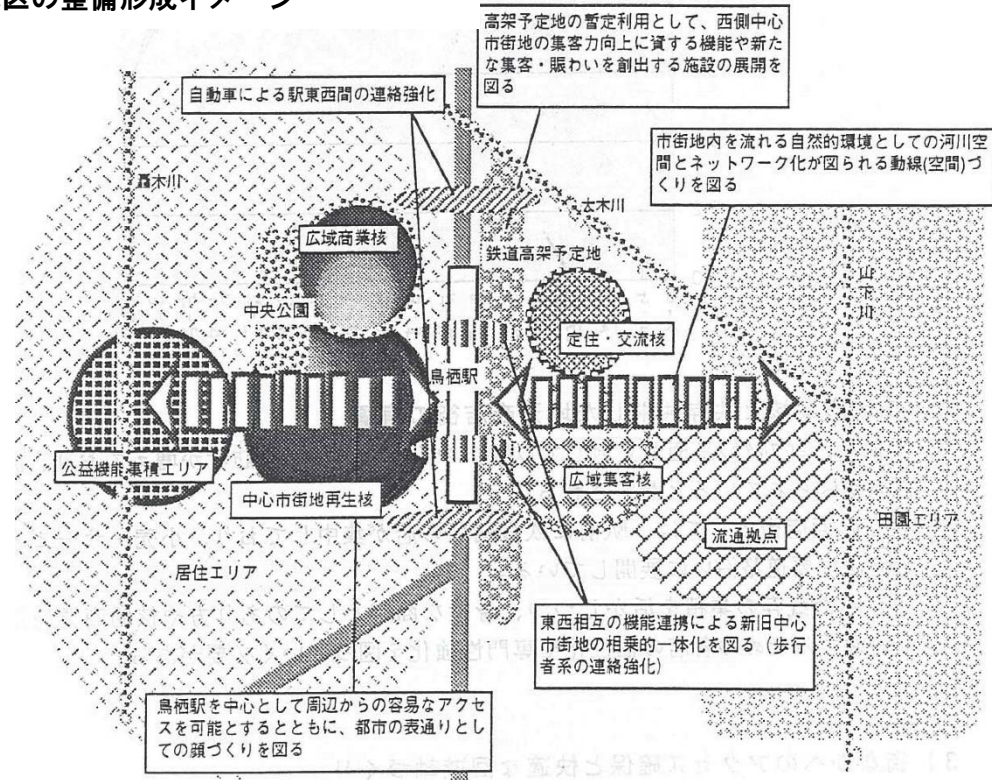 区の整備形成イメージ
高架予定地の暫定利用として、西側中心
市街地の集客力向上に資する機能や新た
な集客・賑わいを創出する施設の展開を
図る
自動車による駅東西間の連絡強化
市街地内を流れる自然的環境としての河川空
間とネットワーク化が図られる動線(空間)づ
くりを図る
轟木川
大木川
広域商業核
鉄道高架予定地
山下川
中央公園
定住・交流核
鳥栖駅
公益機能集積エリア
中心市街地再生核
広域集客核
流通拠点
田園エリア
居住エリア
東西相互の機能連携による新旧中心
市街地の相乗的一体化を図る（歩行
者系の連絡強化）
鳥栖駅を中心として周辺からの容易なアクセ
スを可能とするとともに、都市の表通りとし
ての顔づくりを図る